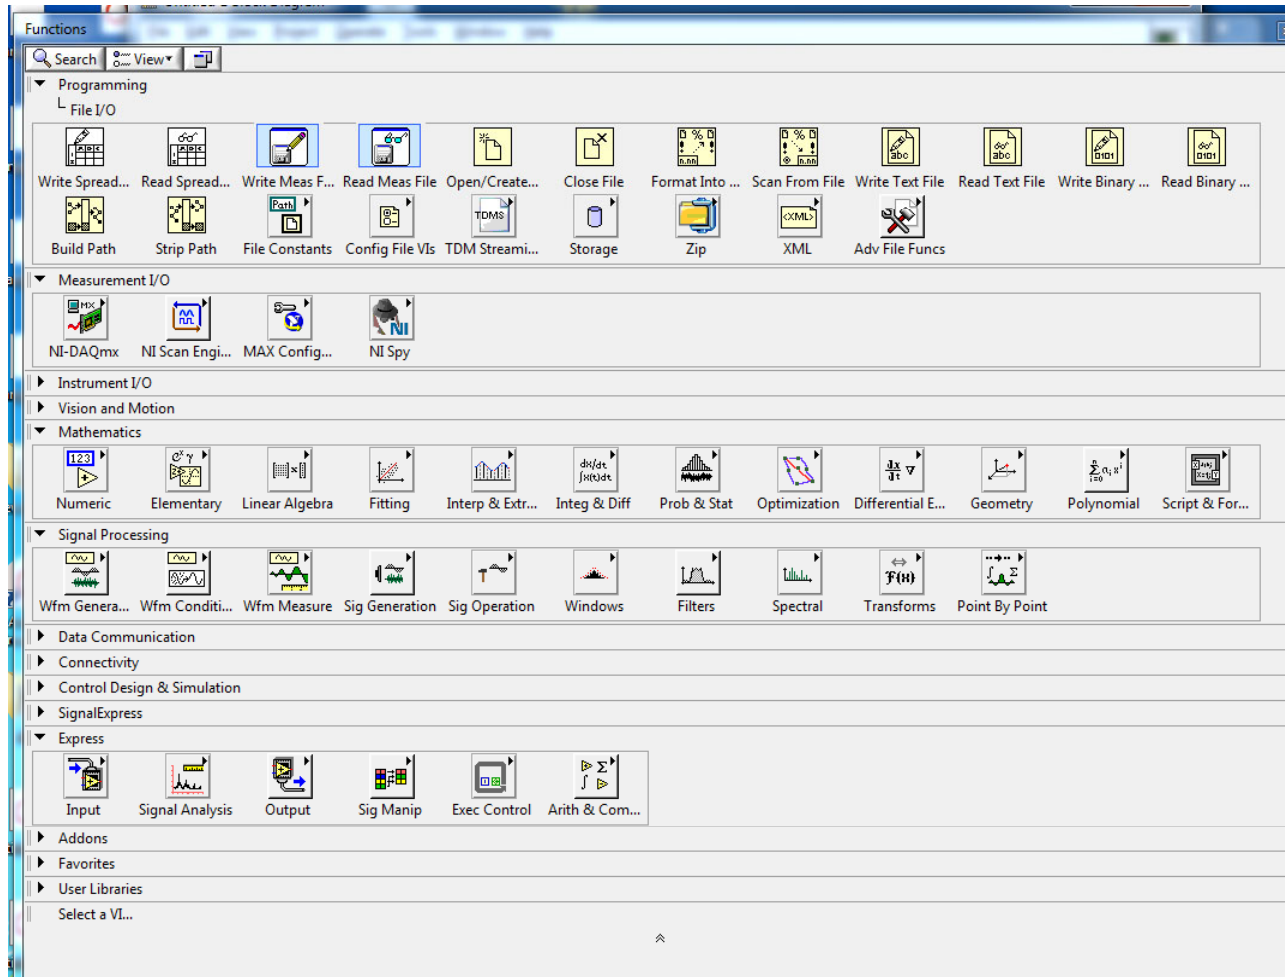 Functions
Search View
Programming
File I/O
Write Spread... Read Spread... Write Meas F... Read Meas File Open/Create... Close File Format Into ... Scan From File Write Text File Read Text File Write Binary ... Read Binary ...
Build Path Strip Path File Constants Config File VIs TDM Streami... Storage Zip XML Adv File Funcs
Measurement I/O
NI-DAQmx NI Scan Engi... MAX Config... NI Spy
Instrument I/O
Vision and Motion
Mathematics
Numeric Elementary Linear Algebra Fitting Interp & Extr... Integ & Diff Prob & Stat Optimization Differential E... Geometry Polynomial Script & For...
Signal Processing
Wfm Genera... Wfm Conditi... Wfm Measure Sig Generation Sig Operation Windows Filters Spectral Transforms Point By Point
Data Communication
Connectivity
Control Design & Simulation
SignalExpress
Express
Input Signal Analysis Output Sig Manip Exec Control Arith & Com...
Addons
Favorites
User Libraries
Select a VI...